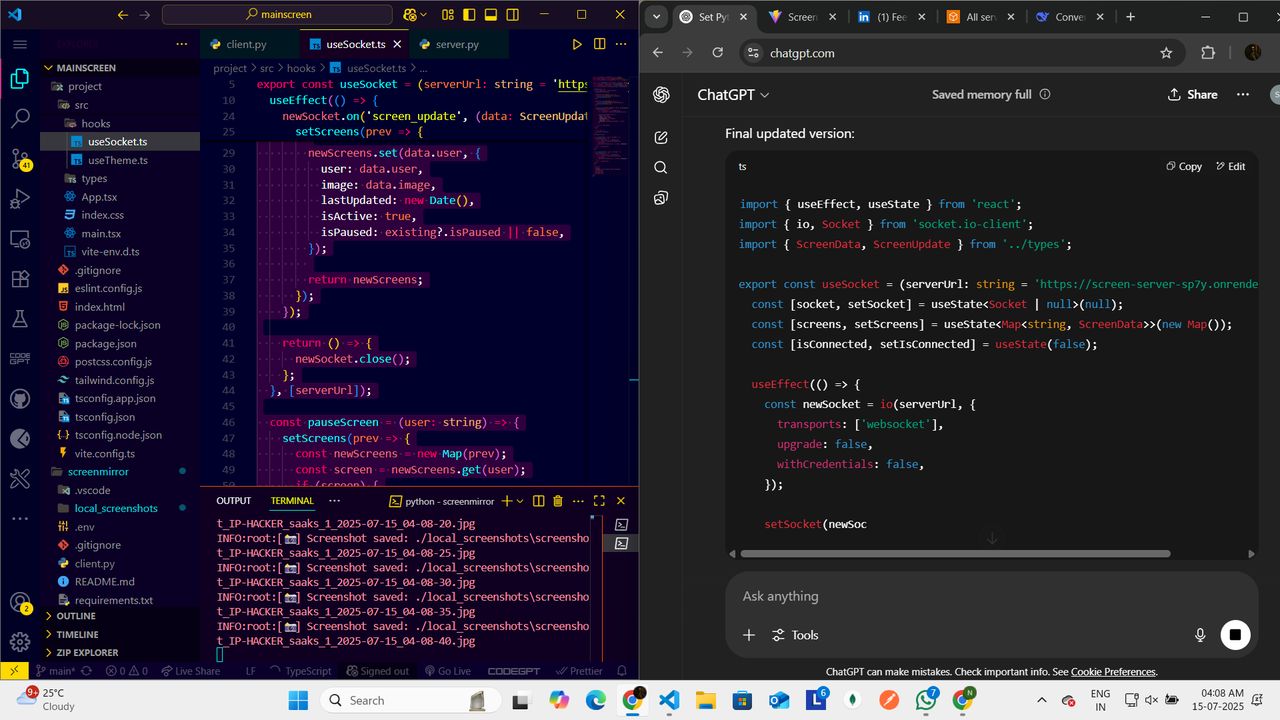 mainscreen
client.py
useSocket.ts
server.py
EXPLORER
MAINSCREEN
project
src
hooks
useSocket.ts
useTheme.ts
types
App.tsx
index.css
main.tsx
vite-env.d.ts
.gitignore
eslint.config.js
index.html
package-lock.json
package.json
postcss.config.js
tailwind.config.js
tsconfig.app.json
tsconfig.json
tsconfig.node.json
vite.config.ts
screenmirror
.vscode
local_screenshots
.env
.gitignore
client.py
README.md
requirements.txt
OUTLINE
TIMELINE
ZIP EXPLORER
41
CODE
GPT
2
project > src > hooks > useSocket.ts > ...
5 export const useSocket = (serverUrl: string = 'https
10 useEffect(() => {
24 newSocket.on('screen_update', (data: ScreenUpdat
25 setScreens(prev => {
29 newScreens.set(data.user, {
30 user: data.user,
31 image: data.image,
32 lastUpdated: new Date(),
33 isActive: true,
34 isPaused: existing?.isPaused || false,
35 });
36
37 return newScreens;
38 });
39 });
40
41 return () => {
42 newSocket.close();
43 };
44 }, [serverUrl]);
45
46 const pauseScreen = (user: string) => {
47 setScreens(prev => {
48 const newScreens = new Map(prev);
49 const screen = newScreens.get(user);
50 if (screen) {
OUTPUT TERMINAL ... python - screenmirror
t_IP-HACKER_saaks_1_2025-07-15_04-08-20.jpg
INFO:root:[📸] Screenshot saved: ./local_screenshots\screensho
t_IP-HACKER_saaks_1_2025-07-15_04-08-25.jpg
INFO:root:[📸] Screenshot saved: ./local_screenshots\screensho
t_IP-HACKER_saaks_1_2025-07-15_04-08-30.jpg
INFO:root:[📸] Screenshot saved: ./local_screenshots\screensho
t_IP-HACKER_saaks_1_2025-07-15_04-08-35.jpg
INFO:root:[📸] Screenshot saved: ./local_screenshots\screensho
t_IP-HACKER_saaks_1_2025-07-15_04-08-40.jpg
main* 0 0 Live Share LF TypeScript Signed out Go Live CODEGPT Prettier
Set Pyt
Screen
(1) Fee
All serv
Conver
chatgpt.com
ChatGPT
Saved memory full
Share
Final updated version:
ts
Copy Edit
import { useEffect, useState } from 'react';
import { io, Socket } from 'socket.io-client';
import { ScreenData, ScreenUpdate } from '../types';
export const useSocket = (serverUrl: string = 'https://screen-server-sp7y.onrende
const [socket, setSocket] = useState<Socket | null>(null);
const [screens, setScreens] = useState<Map<string, ScreenData>>(new Map());
const [isConnected, setIsConnected] = useState(false);
useEffect(() => {
const newSocket = io(serverUrl, {
transports: ['websocket'],
upgrade: false,
withCredentials: false,
});
setSocket(newSoc
Ask anything
Tools
ChatGPT can make mistakes. Check important info. See Cookie Preferences.
9+
25°C
Cloudy
Search
6
7
N
ENG
IN
04:08 AM
15-07-2025